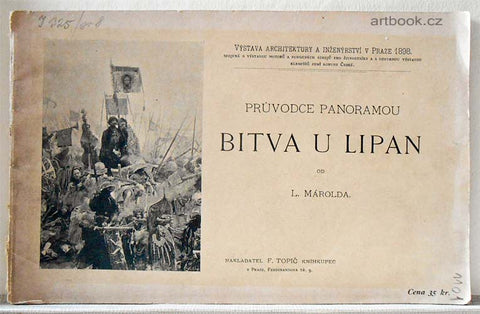 artbook.cz
Výstava architektury a inženýrství v Praze 1898.
PRŮVODCE PANORAMOU
BITVA U LIPAN
OD
L. MÁROLDA.
NAKLADATEL F. TOPIČ KNIHKUPEC
V PRAZE, FERDINANDOVA TŘ. 9.
Cena 35 kr.